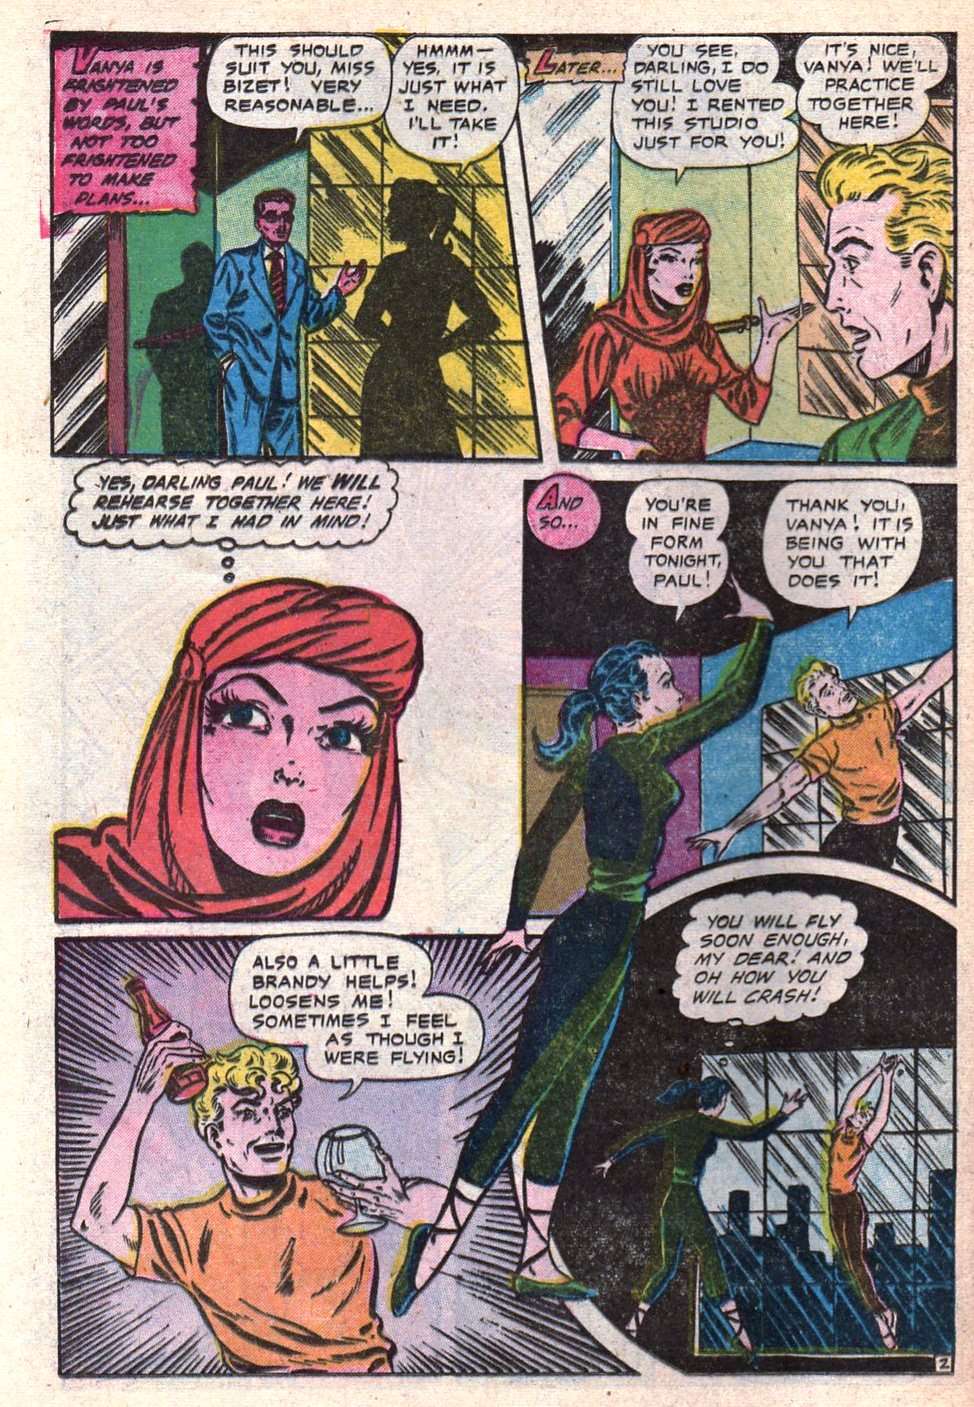 VANYA IS
FRIGHTENED
BY PAUL'S
WORDS, BUT
NOT TOO
FRIGHTENED
TO MAKE
PLANS...
THIS SHOULD
SUIT YOU, MISS
BIZET! VERY
REASONABLE...
HMMM—
YES, IT IS
JUST WHAT
I NEED.
I'LL TAKE
IT!
LATER...
YOU SEE,
DARLING, I DO
STILL LOVE
YOU! I RENTED
THIS STUDIO
JUST FOR YOU!
IT'S NICE,
VANYA! WE'LL
PRACTICE
TOGETHER
HERE!
YES, DARLING PAUL! WE WILL
REHEARSE TOGETHER HERE!
JUST WHAT I HAD IN MIND!
AND
SO...
YOU'RE
IN FINE
FORM
TONIGHT,
PAUL!
THANK YOU,
VANYA! IT IS
BEING WITH
YOU THAT
DOES IT!
ALSO A LITTLE
BRANDY HELPS!
LOOSENS ME!
SOMETIMES I FEEL
AS THOUGH I
WERE FLYING!
YOU WILL FLY
SOON ENOUGH,
MY DEAR! AND
OH HOW YOU
WILL CRASH!
2